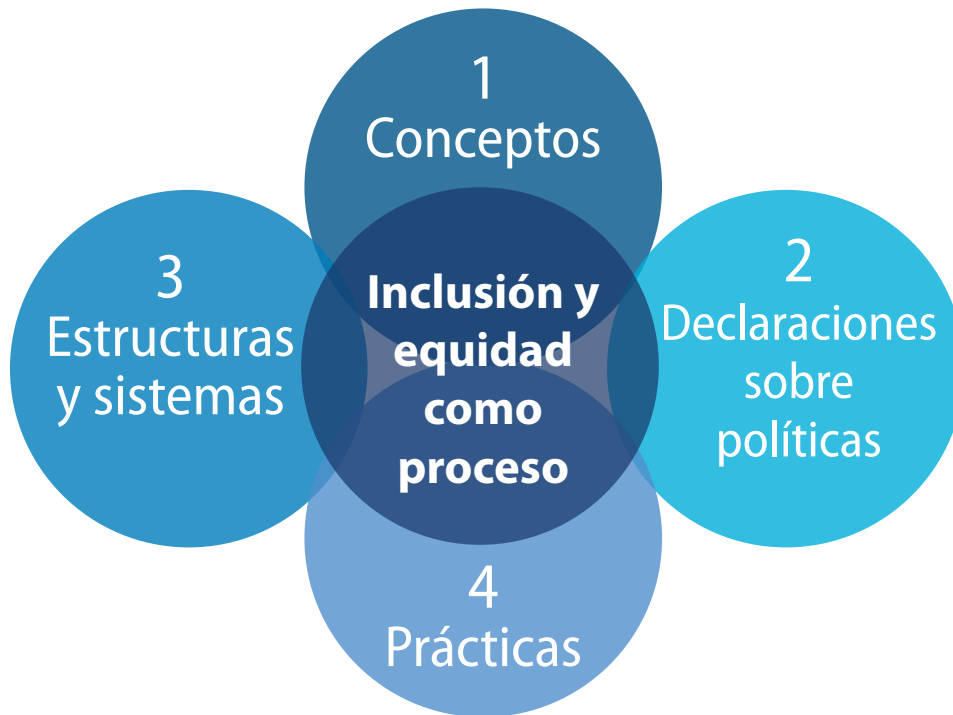 1
Conceptos
2
Declaraciones
sobre
políticas
3
Estructuras
y sistemas
Inclusión y
equidad
como
proceso
4
Prácticas